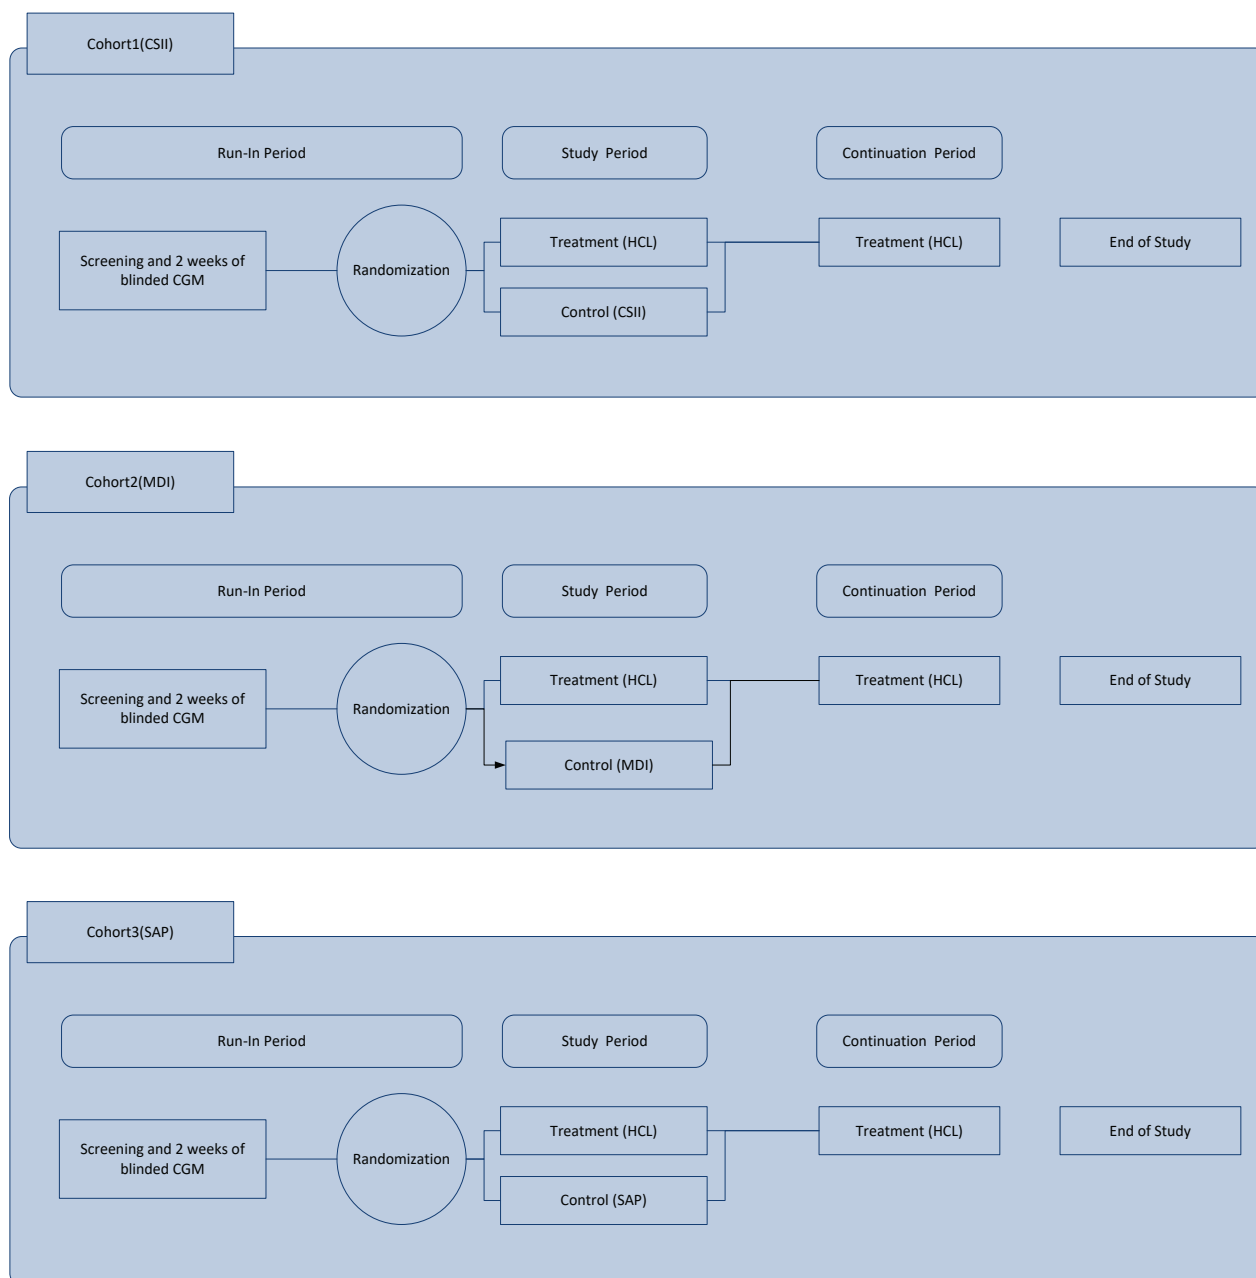 Cohort1(CSII)
Run-In Period
Study Period
Continuation Period
Screening and 2 weeks of
blinded CGM
Randomization
Treatment (HCL)
Control (CSII)
Treatment (HCL)
End of Study
Cohort2(MDI)
Run-In Period
Study Period
Continuation Period
Screening and 2 weeks of
blinded CGM
Randomization
Treatment (HCL)
Control (MDI)
Treatment (HCL)
End of Study
Cohort3(SAP)
Run-In Period
Study Period
Continuation Period
Screening and 2 weeks of
blinded CGM
Randomization
Treatment (HCL)
Control (SAP)
Treatment (HCL)
End of Study